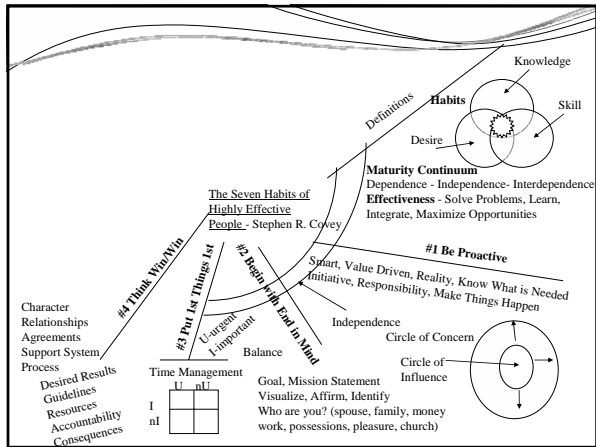 Knowledge
Habits
Skill
Desire
Definitions
Maturity Continuum
Dependence - Independence- Interdependence
Effectiveness - Solve Problems, Learn,
Integrate, Maximize Opportunities
The Seven Habits of
Highly Effective
People - Stephen R. Covey
#1 Be Proactive
Smart, Value Driven, Reality, Know What is Needed
Initiative, Responsibility, Make Things Happen
#2 Begin with End in Mind
Independence
Circle of Concern
Circle of
Influence
Goal, Mission Statement
Visualize, Affirm, Identify
Who are you? (spouse, family, money
work, possessions, pleasure, church)
#3 Put 1st Things 1st
U-urgent
I-important
Balance
Time Management
U nU
I
nI
#4 Think Win/Win
Character
Relationships
Agreements
Support System
Process
Desired Results
Guidelines
Resources
Accountability
Consequences